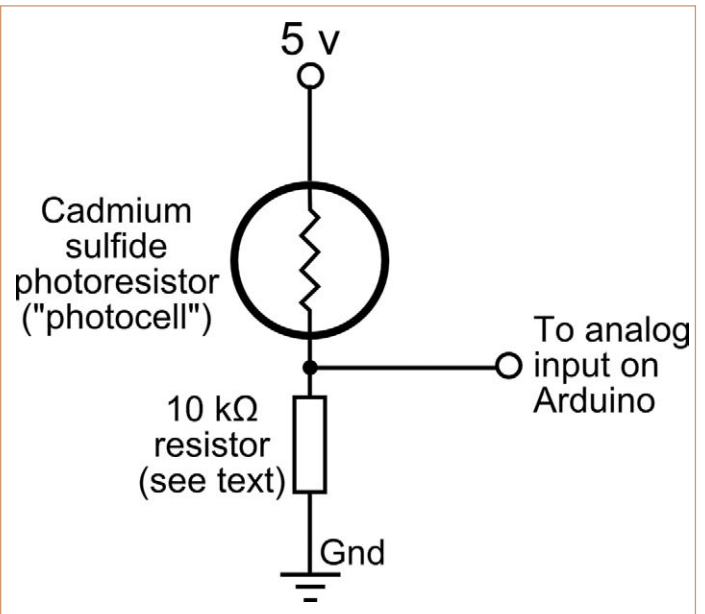 5 v
Cadmium
sulfide
photoresistor
("photocell")
To analog
input on
Arduino
10 kΩ
resistor
(see text)
Gnd